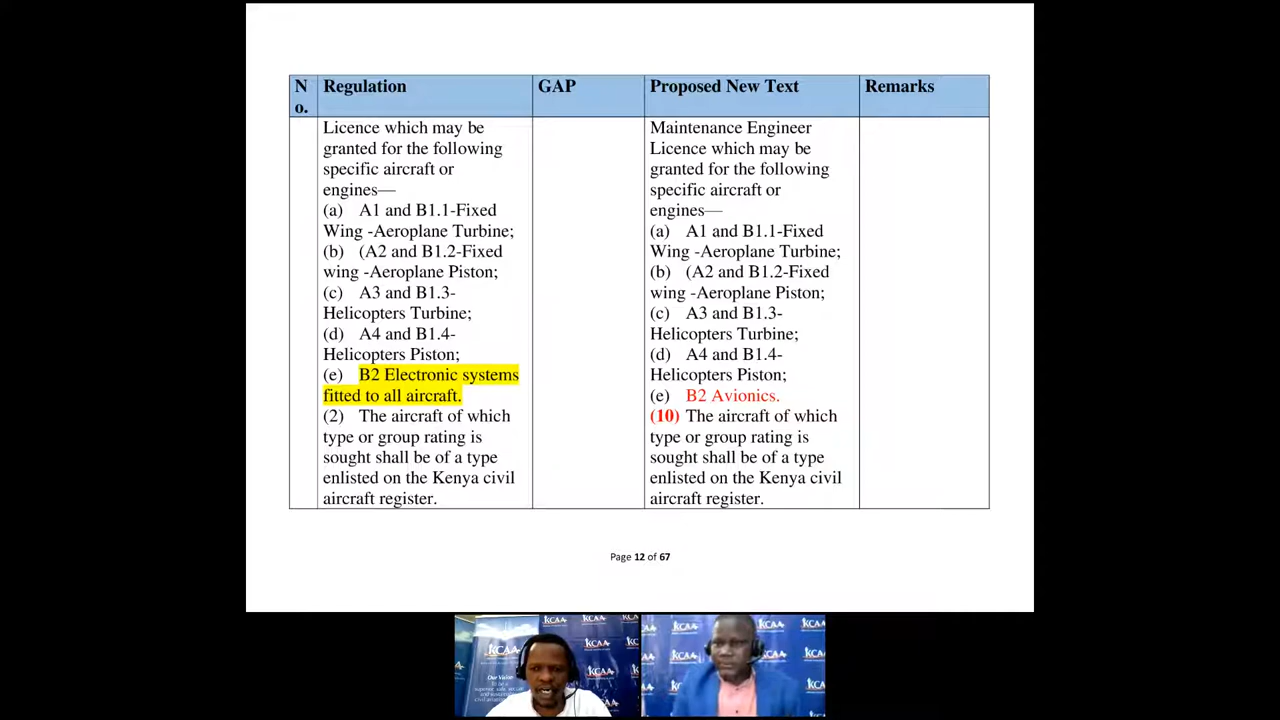 N
o.
Regulation
GAP
Proposed New Text
Remarks
Licence which may be
granted for the following
specific aircraft or
engines—
(a) A1 and B1.1-Fixed
Wing -Aeroplane Turbine;
(b) (A2 and B1.2-Fixed
wing -Aeroplane Piston;
(c) A3 and B1.3-
Helicopters Turbine;
(d) A4 and B1.4-
Helicopters Piston;
(e) B2 Electronic systems
fitted to all aircraft.
(2) The aircraft of which
type or group rating is
sought shall be of a type
enlisted on the Kenya civil
aircraft register.
Maintenance Engineer
Licence which may be
granted for the following
specific aircraft or
engines—
(a) A1 and B1.1-Fixed
Wing -Aeroplane Turbine;
(b) (A2 and B1.2-Fixed
wing -Aeroplane Piston;
(c) A3 and B1.3-
Helicopters Turbine;
(d) A4 and B1.4-
Helicopters Piston;
(e) B2 Avionics.
(10) The aircraft of which
type or group rating is
sought shall be of a type
enlisted on the Kenya civil
aircraft register.
Page 12 of 67
KCAA
Our Vision
KCAA